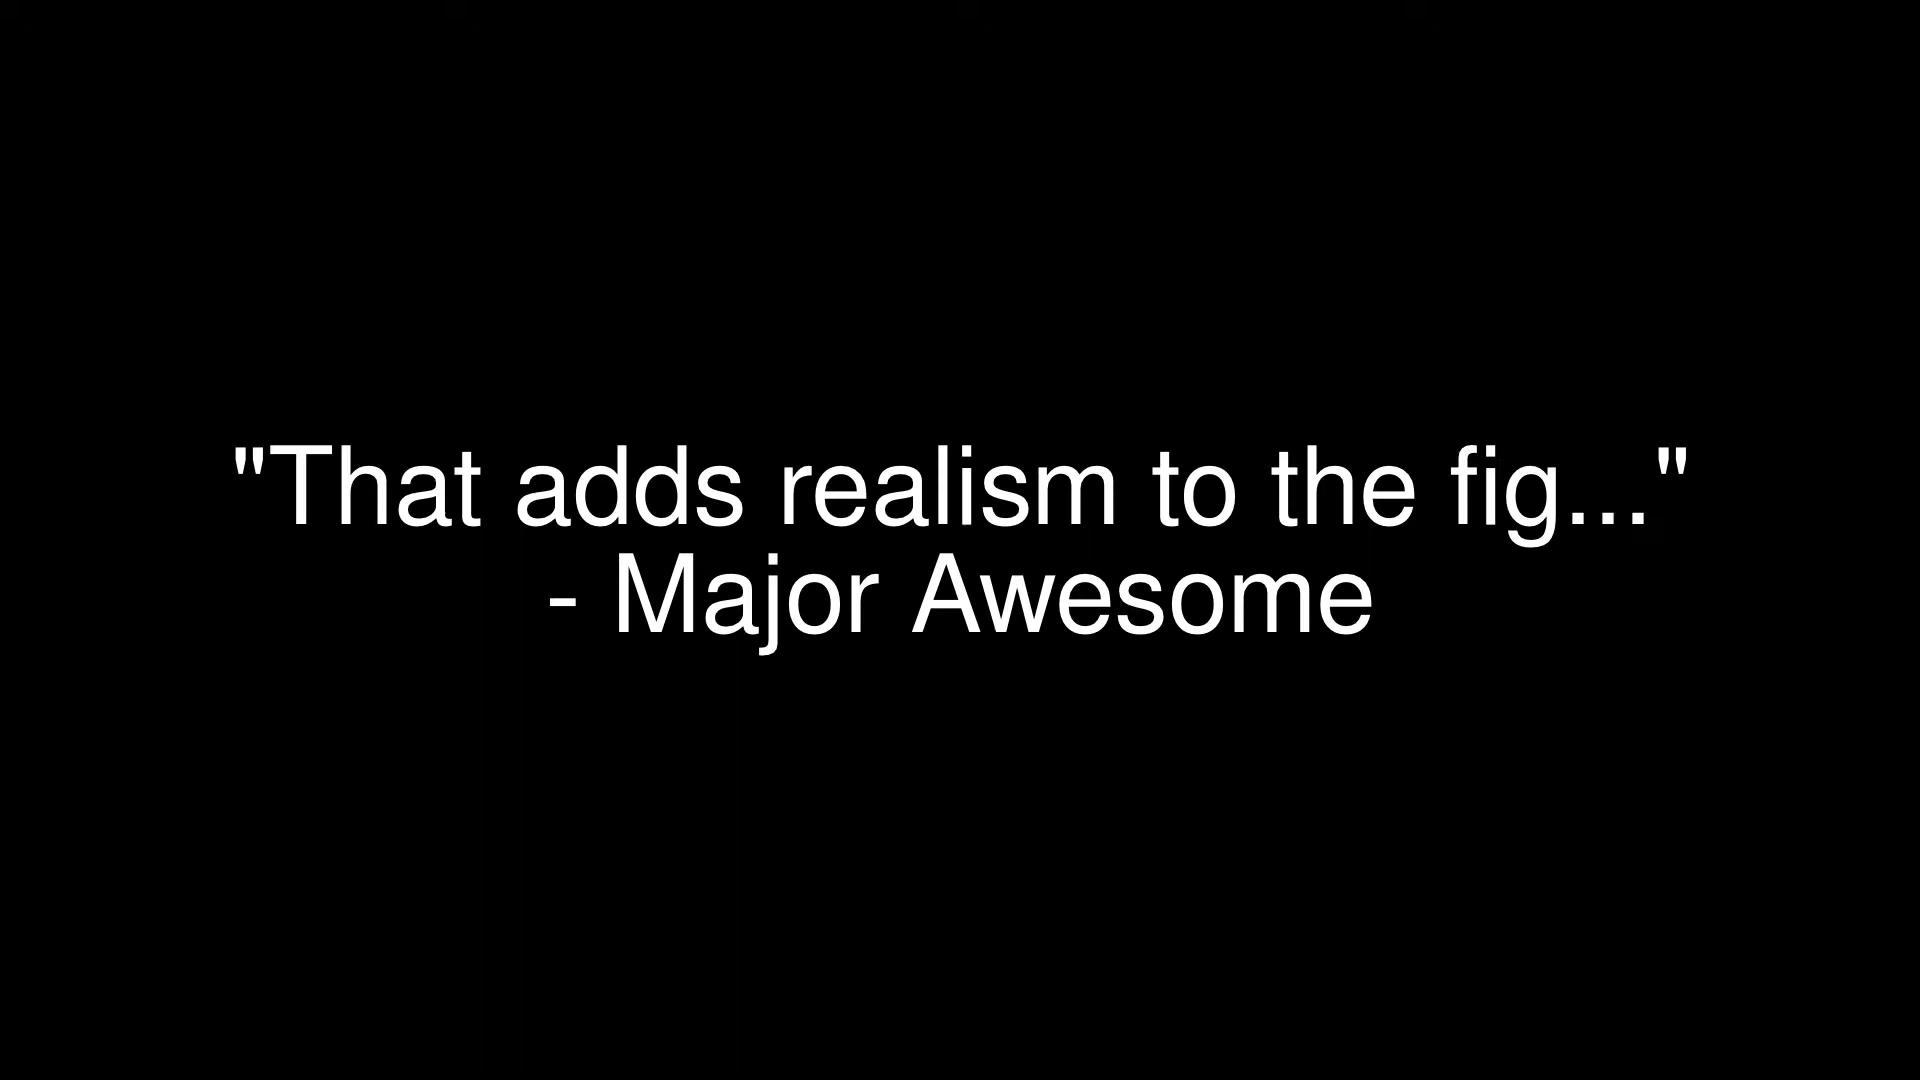 "That adds realism to the fig..."
- Major Awesome